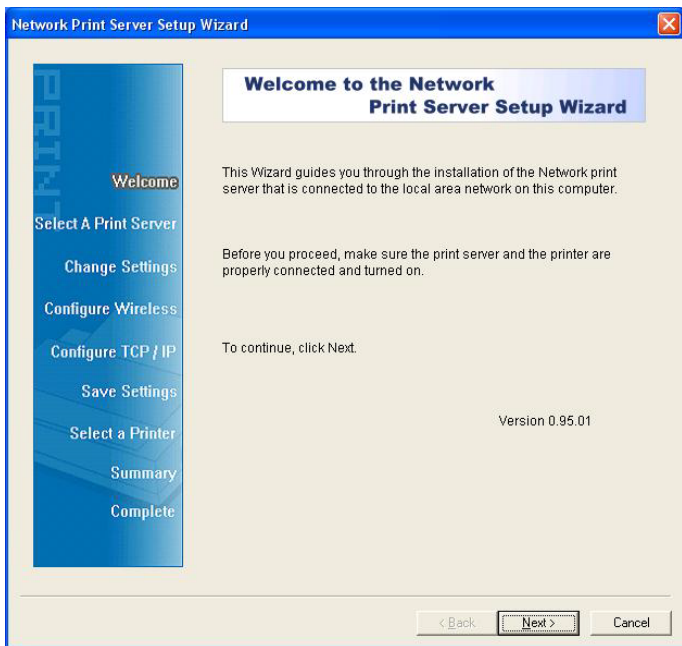 Network Print Server Setup Wizard
PRINT
Welcome
Select A Print Server
Change Settings
Configure Wireless
Configure TCP / IP
Save Settings
Select a Printer
Summary
Complete
Welcome to the Network
Print Server Setup Wizard
This Wizard guides you through the installation of the Network print
server that is connected to the local area network on this computer.
Before you proceed, make sure the print server and the printer are
properly connected and turned on.
To continue, click Next.
Version 0.95.01
< Back
Next >
Cancel